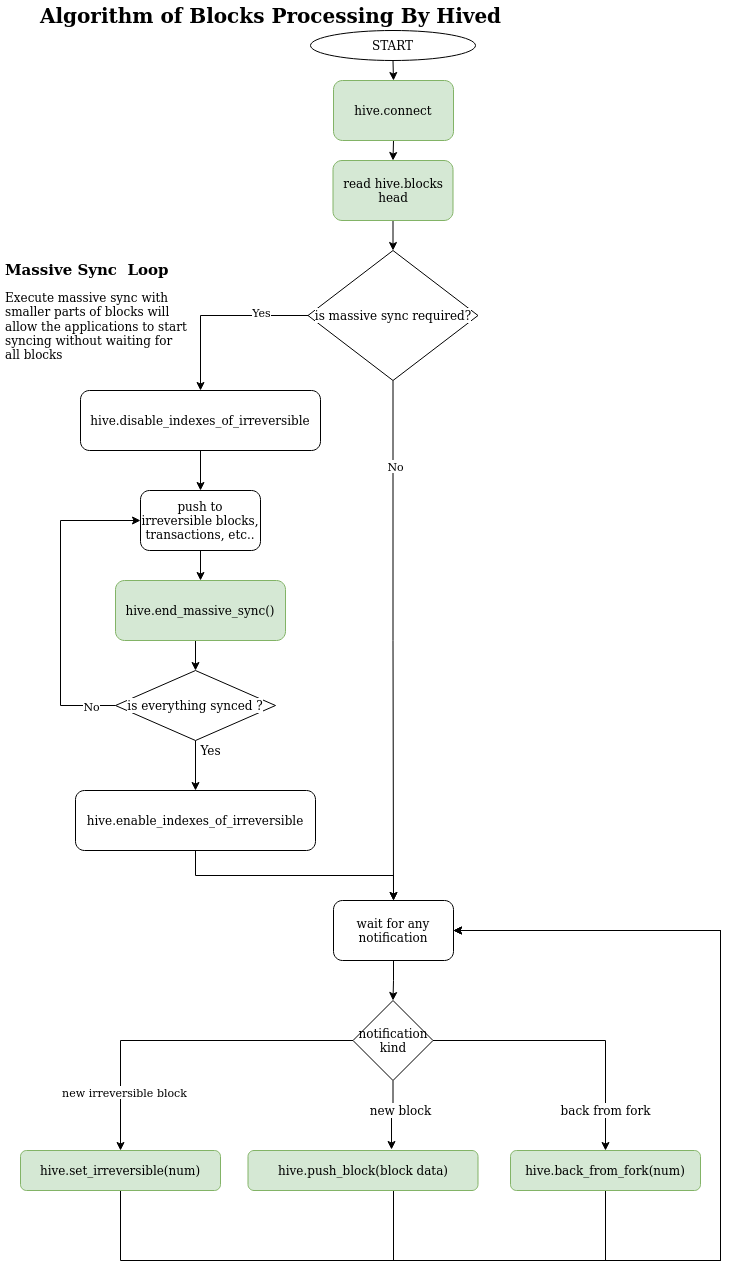 Algorithm of Blocks Processing By Hived
START
hive.connect
read hive.blocks
head
Massive Sync  Loop
Execute massive sync with
smaller parts of blocks will
allow the applications to start
syncing without waiting for
all blocks
is massive sync required?
Yes
No
hive.disable_indexes_of_irreversible
push to
irreversible blocks,
transactions, etc..
hive.end_massive_sync()
is everything synced ?
No
Yes
hive.enable_indexes_of_irreversible
wait for any
notification
notification
kind
new irreversible block
new block
back from fork
hive.set_irreversible(num)
hive.push_block(block data)
hive.back_from_fork(num)